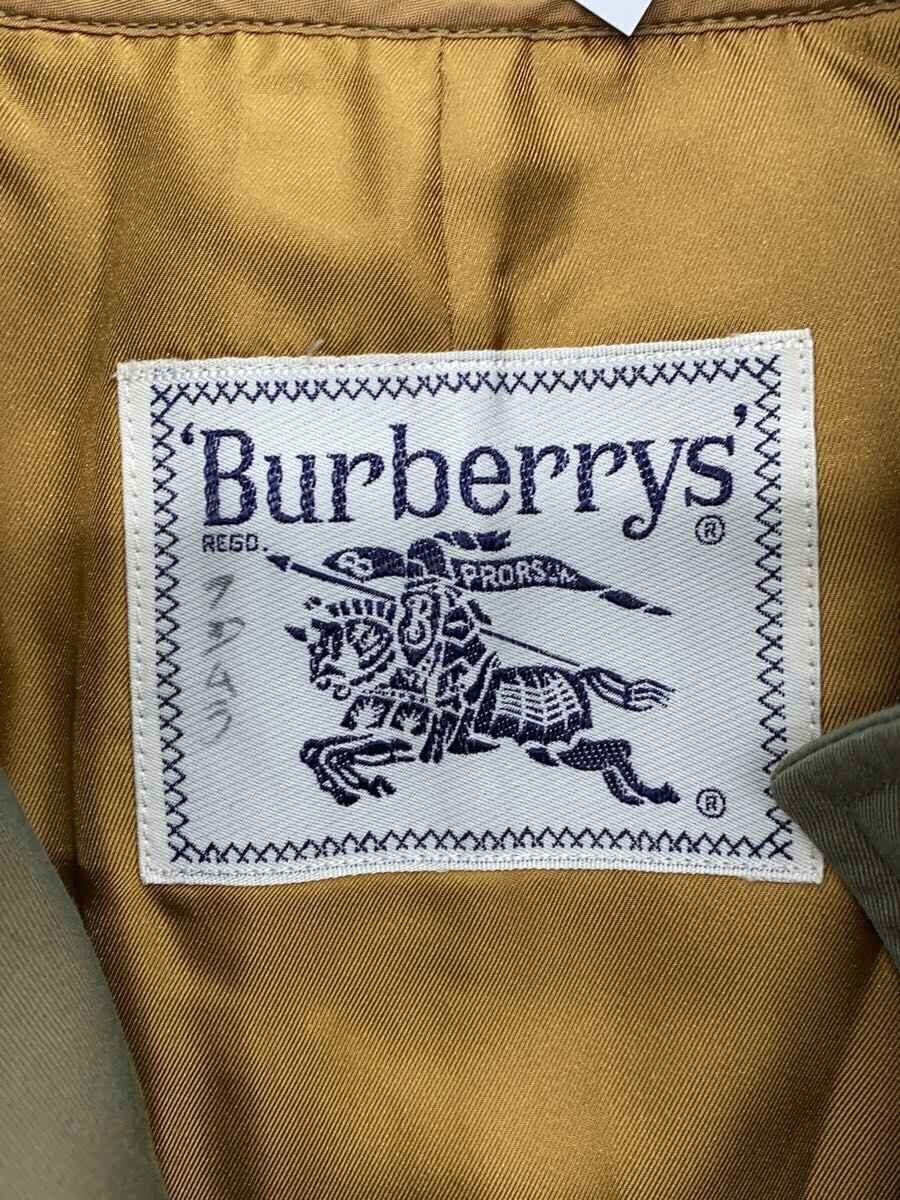 'Burberrys'
REGD.
®
PRORSUM
®